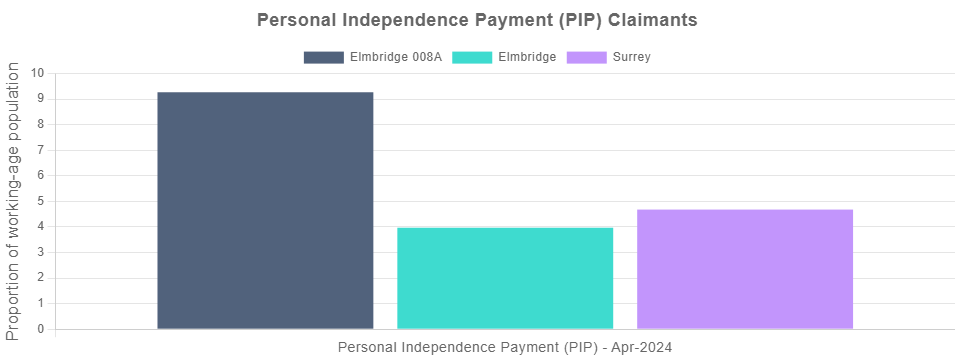 Personal Independence Payment (PIP) Claimants
Elmbridge 008A Elmbridge Surrey
Proportion of working-age population
10
9
8
7
6
5
4
3
2
1
0
Personal Independence Payment (PIP) - Apr-2024